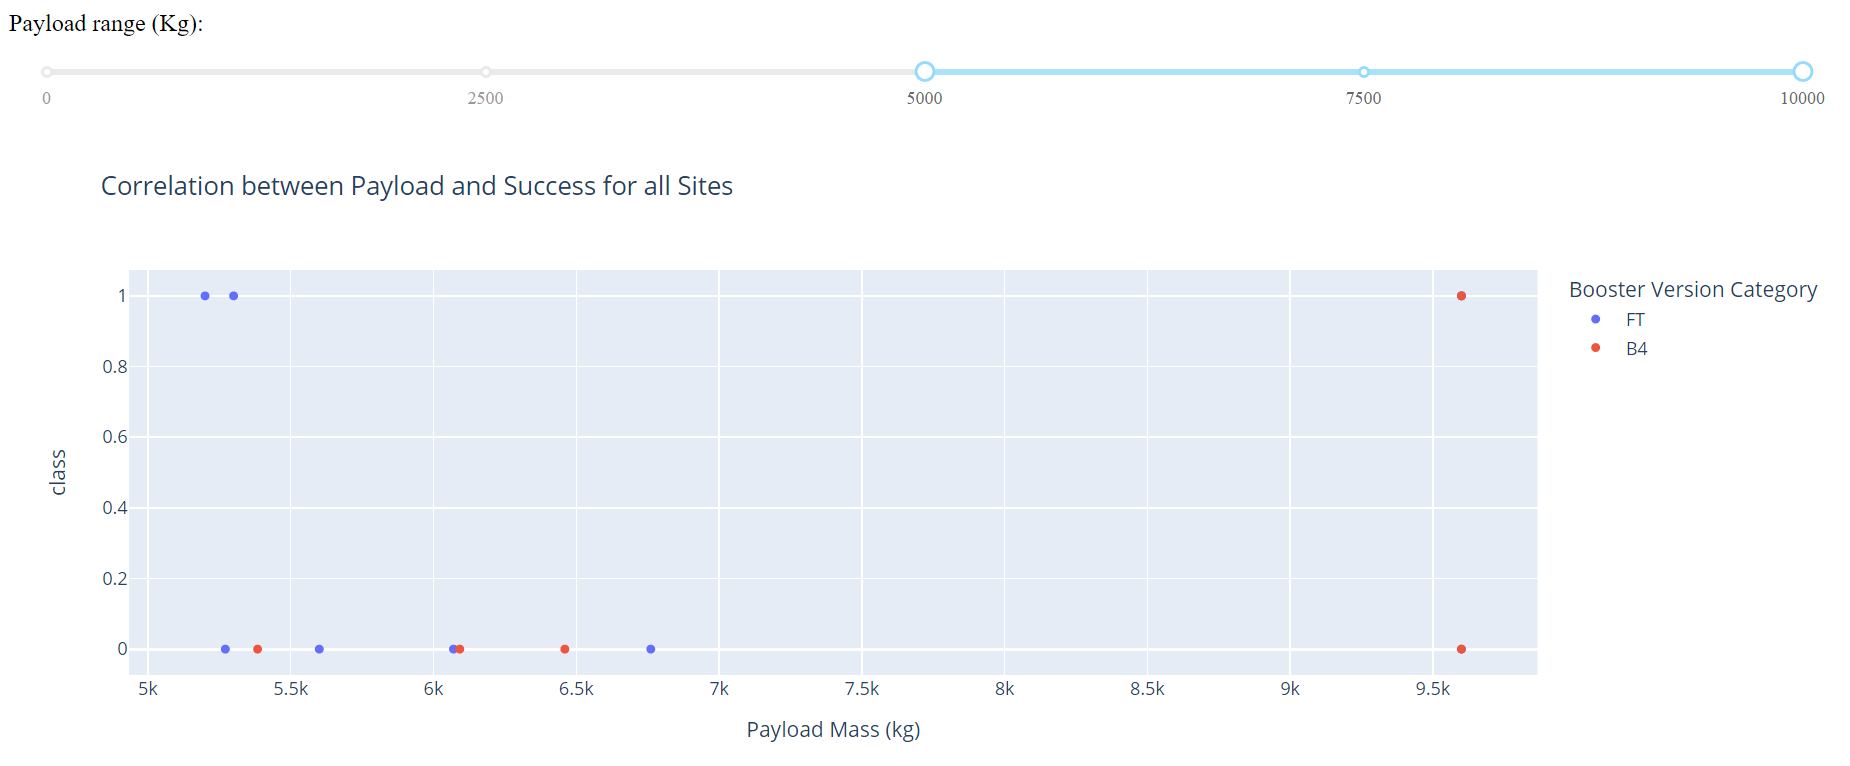 Payload range (Kg):
0 2500 5000 7500 10000
Correlation between Payload and Success for all Sites
Booster Version Category
FT
B4
1
0.8
0.6
0.4
0.2
0
class
5k 5.5k 6k 6.5k 7k 7.5k 8k 8.5k 9k 9.5k
Payload Mass (kg)